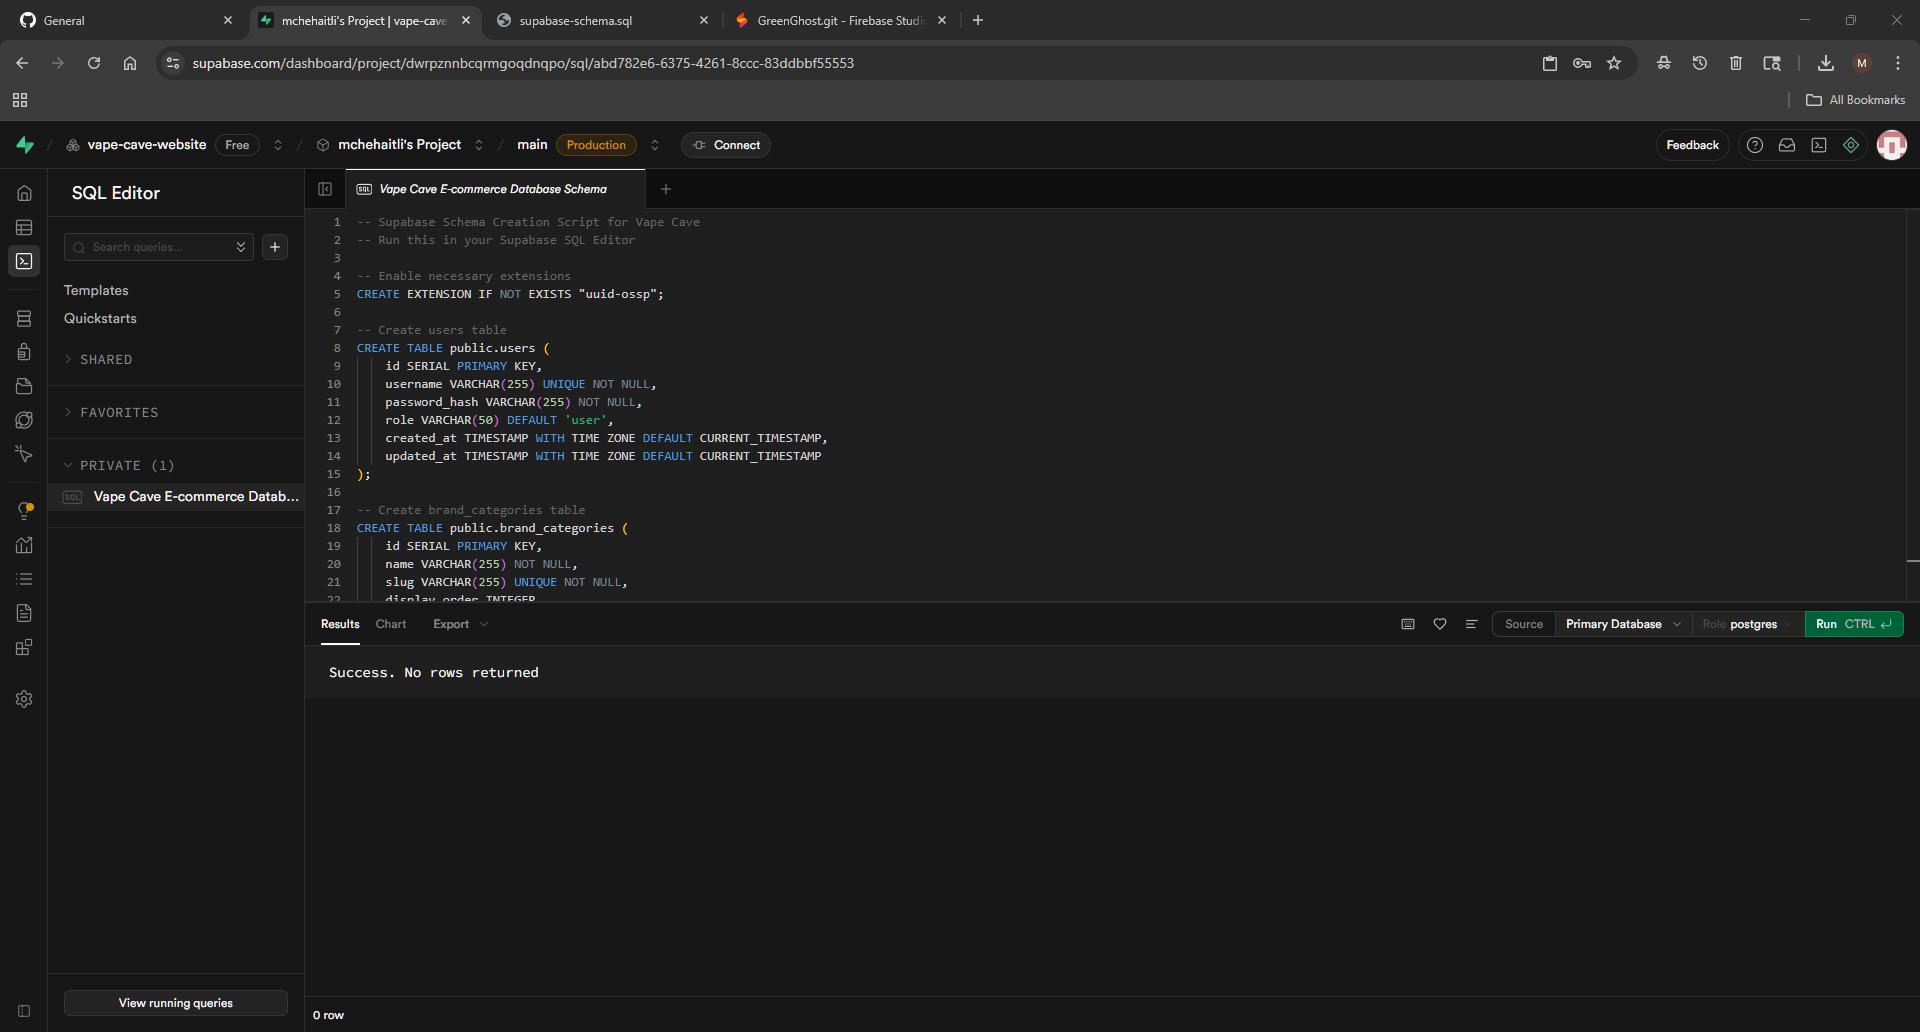 General
mchehaitli's Project | vape-cave
supabase-schema.sql
GreenGhost.git - Firebase Studi
supabase.com/dashboard/project/dwrpznnbcqrmgoqdnqpo/sql/abd782e6-6375-4261-8ccc-83ddbbf55553
M
All Bookmarks
/ vape-cave-website Free / mchehaitli's Project / main Production Connect
Feedback
SQL Editor
Search queries...
Templates
Quickstarts
SHARED
FAVORITES
PRIVATE (1)
SQL Vape Cave E-commerce Datab...
View running queries
SQL Vape Cave E-commerce Database Schema
1 -- Supabase Schema Creation Script for Vape Cave
2 -- Run this in your Supabase SQL Editor
3
4 -- Enable necessary extensions
5 CREATE EXTENSION IF NOT EXISTS "uuid-ossp";
6
7 -- Create users table
8 CREATE TABLE public.users (
9 id SERIAL PRIMARY KEY,
10 username VARCHAR(255) UNIQUE NOT NULL,
11 password_hash VARCHAR(255) NOT NULL,
12 role VARCHAR(50) DEFAULT 'user',
13 created_at TIMESTAMP WITH TIME ZONE DEFAULT CURRENT_TIMESTAMP,
14 updated_at TIMESTAMP WITH TIME ZONE DEFAULT CURRENT_TIMESTAMP
15 );
16
17 -- Create brand_categories table
18 CREATE TABLE public.brand_categories (
19 id SERIAL PRIMARY KEY,
20 name VARCHAR(255) NOT NULL,
21 slug VARCHAR(255) UNIQUE NOT NULL,
22 display_order INTEGER
Results Chart Export
Source Primary Database Role postgres Run CTRL
Success. No rows returned
0 row